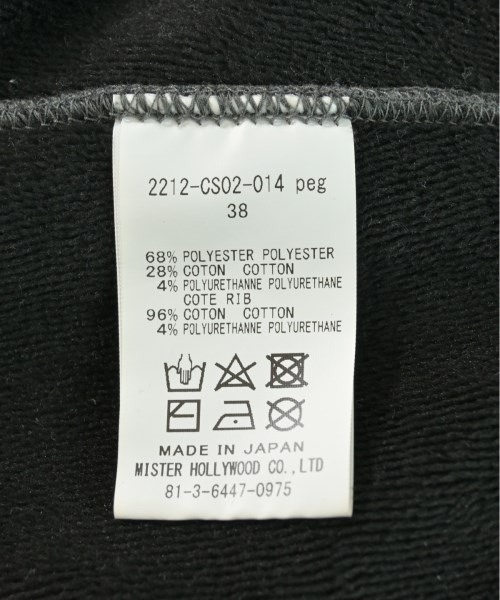 2212-CS02-014 peg
38
68% POLYESTER POLYESTER
28% COTON COTTON
4% POLYURETHANNE POLYURETHANE
COTE RIB
96% COTON COTTON
4% POLYURETHANNE POLYURETHANE
MADE IN JAPAN
MISTER HOLLYWOOD CO.,LTD
81-3-6447-0975